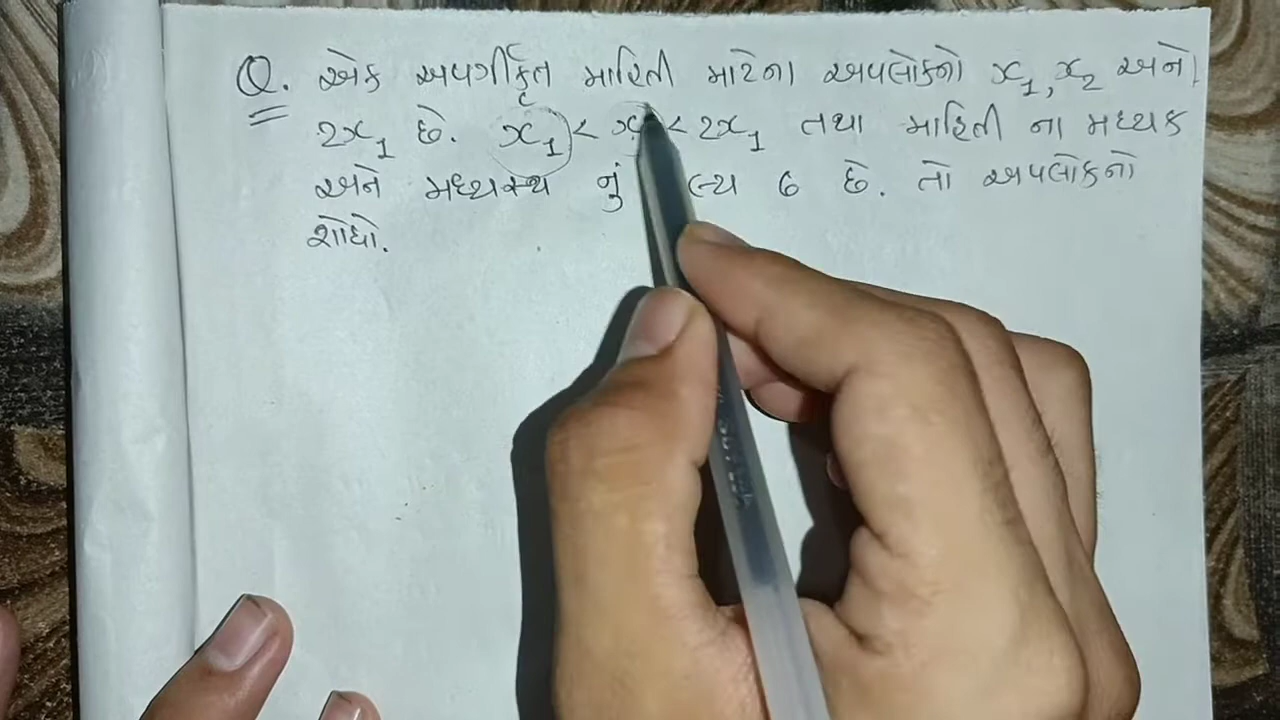 Q. એક અવર્ગીકૃત માહિતી માટેના અવલોકનો x₁, x₂ અને
2x₁ છે. x₁ < x < 2x₁ તથા માહિતી ના મધ્યક
અને મધ્યસ્થ નું લ્ય 6 છે. તો અવલોકનો
શોધો.